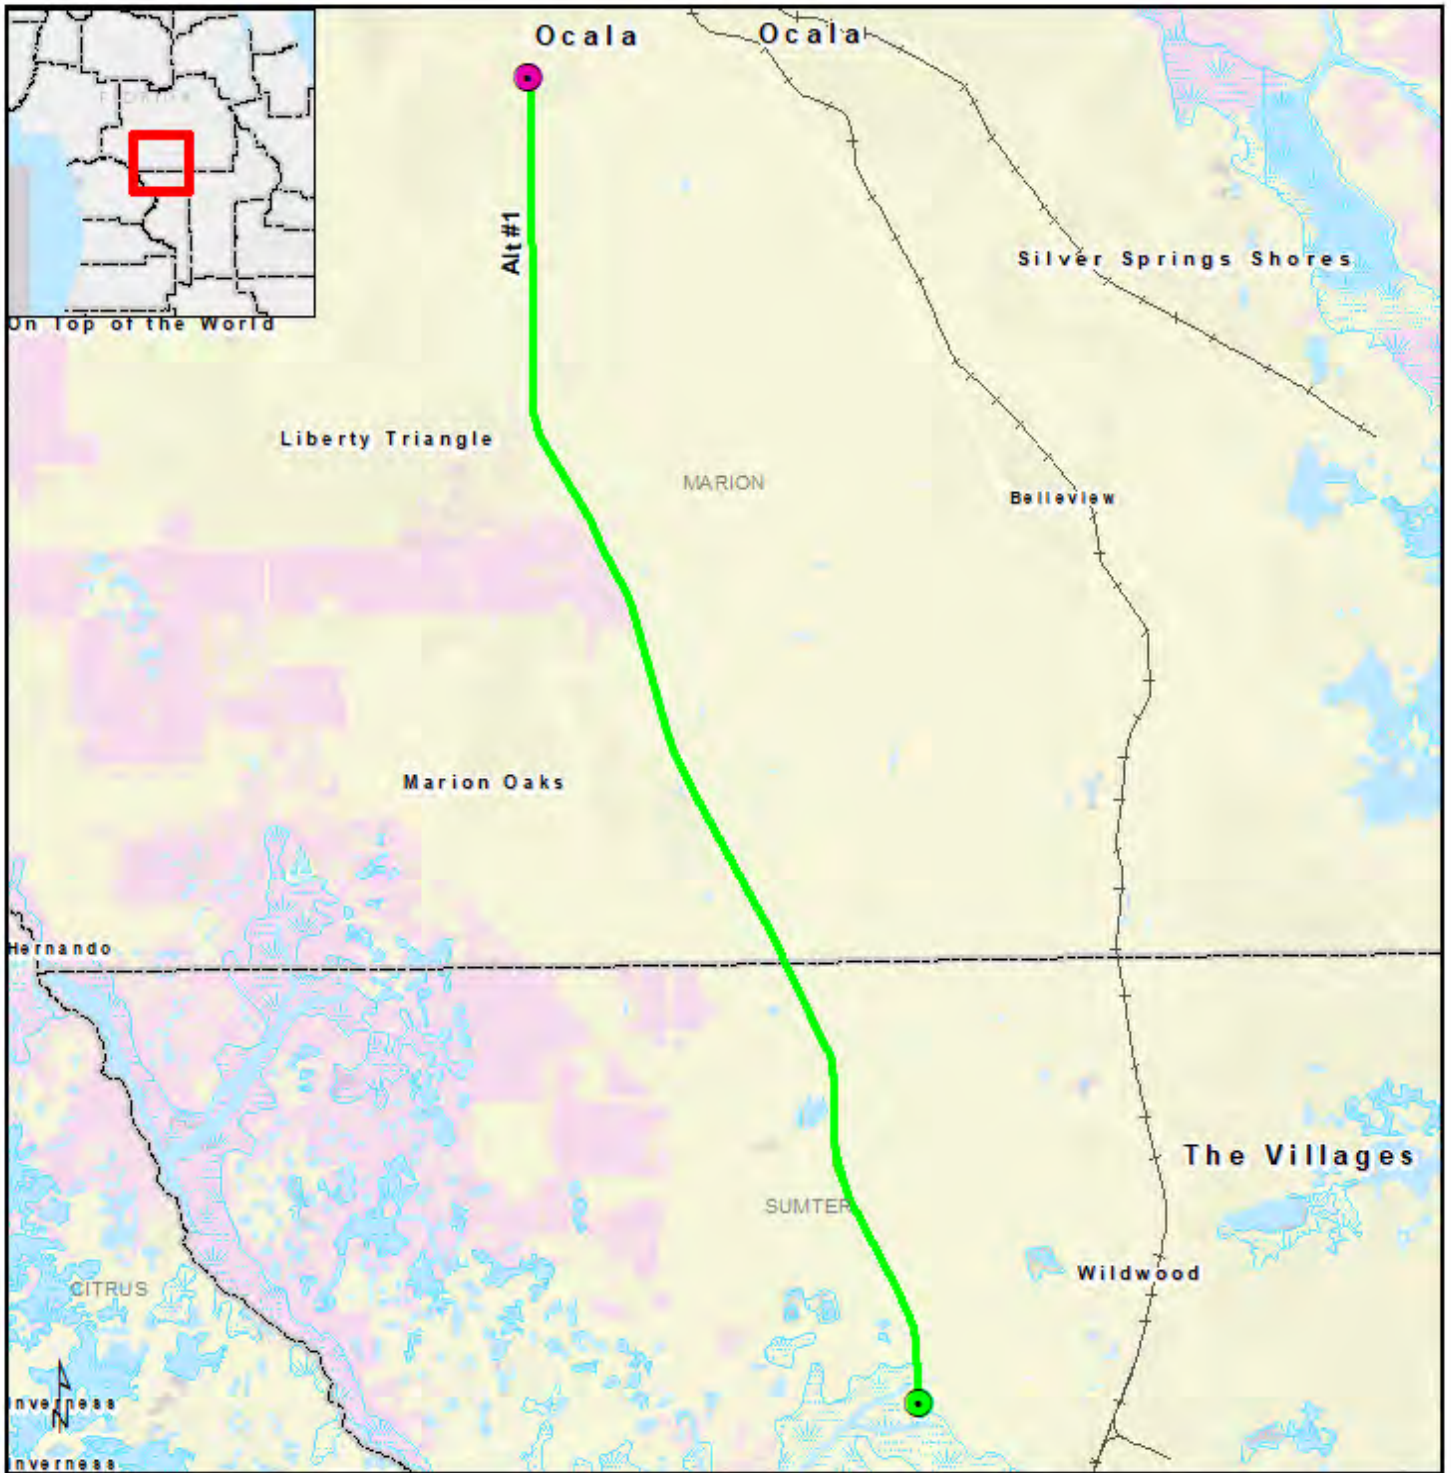 Ocala
Ocala
FLORIDA
Alt #1
Silver Springs Shores
On Top of the World
Liberty Triangle
MARION
Belleview
Marion Oaks
Hernando
The Villages
SUMTER
Wildwood
CITRUS
Inverness
N
Inverness